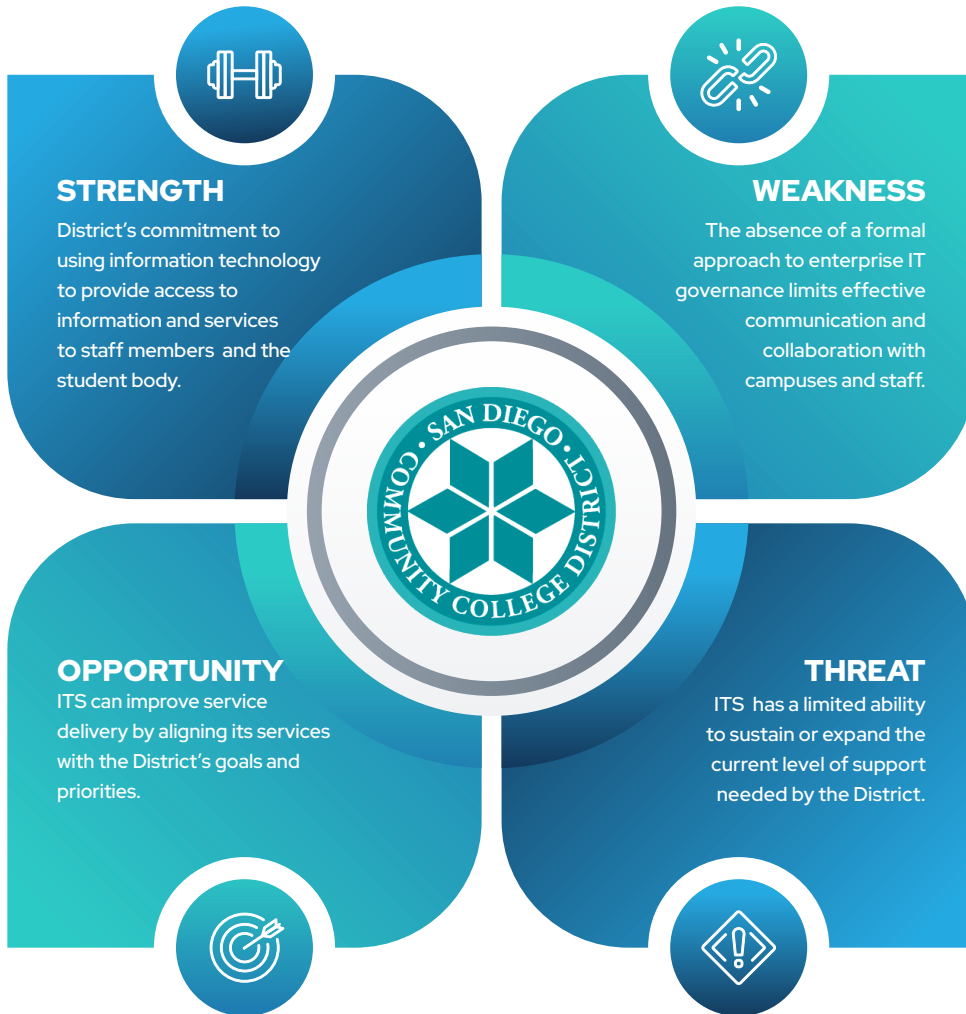 STRENGTH
District’s commitment to
using information technology
to provide access to
information and services
to staff members  and the
student body.
WEAKNESS
The absence of a formal
approach to enterprise IT
governance limits effective
communication and
collaboration with
campuses and staff.
• SAN DIEGO •
COMMUNITY COLLEGE DISTRICT
OPPORTUNITY
ITS can improve service
delivery by aligning its services
with the District’s goals and
priorities.
THREAT
ITS  has a limited ability
to sustain or expand the
current level of support
needed by the District.